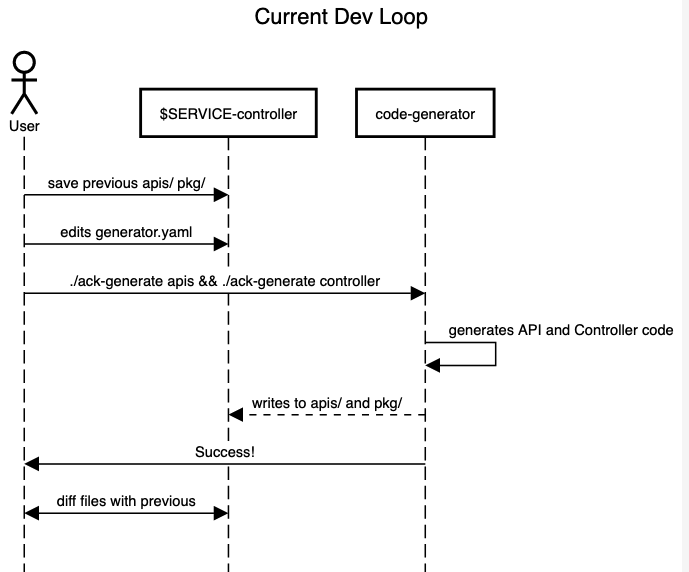 Current Dev Loop
User
$SERVICE-controller
code-generator
save previous apis/ pkg/
edits generator.yaml
./ack-generate apis && ./ack-generate controller
generates API and Controller code
writes to apis/ and pkg/
Success!
diff files with previous